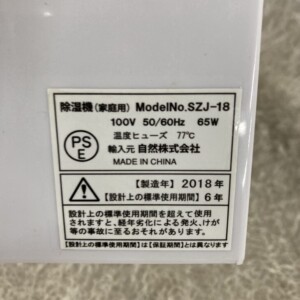 除湿機(家庭用) ModelNo.SZJ-18
100V 50/60Hz 65W
温度ヒューズ 77℃
輸入元 自然株式会社
MADE IN CHINA
PS
E
【製造年】2018年
【設計上の標準使用期間】6年
設計上の標準使用期間を超えて使用
されますと、経年劣化による発火、けが
等の事故に至るおそれがあります。
【設計上の標準使用期間】は【保証期間】とは異なります